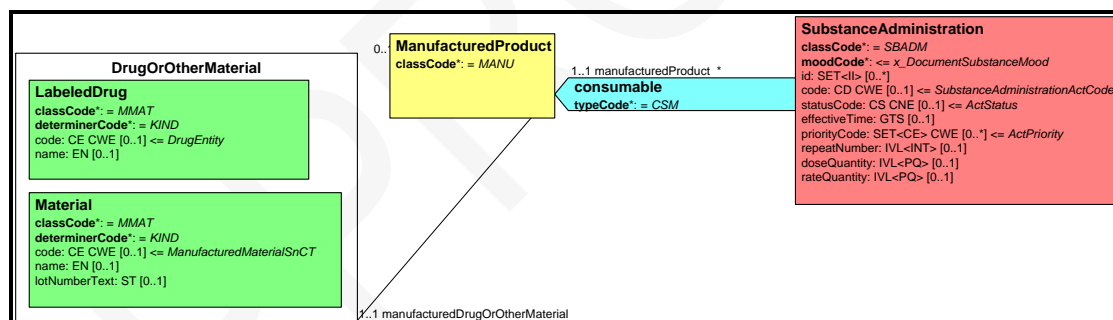 DrugOrOtherMaterial
LabeledDrug
classCode*: = MMAT
determinerCode*: = KIND
code: CE CWE [0..1] <= DrugEntity
name: EN [0..1]
Material
classCode*: = MMAT
determinerCode*: = KIND
code: CE CWE [0..1] <= ManufacturedMaterialSnCT
name: EN [0..1]
lotNumberText: ST [0..1]
1..1 manufacturedDrugOrOtherMaterial
0..
ManufacturedProduct
classCode*: = MANU
1..1 manufacturedProduct *
consumable
typeCode*: = CSM
SubstanceAdministration
classCode*: = SBADM
moodCode*: <= x_DocumentSubstanceMood
id: SET<II> [0..*]
code: CD CWE [0..1] <= SubstanceAdministrationActCode
statusCode: CS CNE [0..1] <= ActStatus
effectiveTime: GTS [0..1]
priorityCode: SET<CE> CWE [0..*] <= ActPriority
repeatNumber: IVL<INT> [0..1]
doseQuantity: IVL<PQ> [0..1]
rateQuantity: IVL<PQ> [0..1]